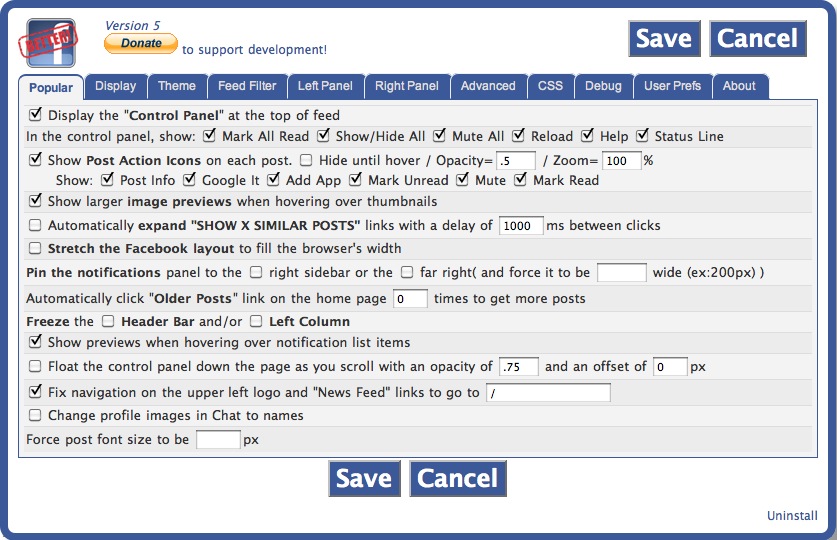 BETTER!
Version 5
Donate to support development!
Save Cancel
Popular Display Theme Feed Filter Left Panel Right Panel Advanced CSS Debug User Prefs About
Display the "Control Panel" at the top of feed
In the control panel, show: Mark All Read Show/Hide All Mute All Reload Help Status Line
Show Post Action Icons on each post. Hide until hover / Opacity= .5 / Zoom= 100 %
Show: Post Info Google It Add App Mark Unread Mute Mark Read
Show larger image previews when hovering over thumbnails
Automatically expand "SHOW X SIMILAR POSTS" links with a delay of 1000 ms between clicks
Stretch the Facebook layout to fill the browser's width
Pin the notifications panel to the right sidebar or the far right( and force it to be wide (ex:200px) )
Automatically click "Older Posts" link on the home page 0 times to get more posts
Freeze the Header Bar and/or Left Column
Show previews when hovering over notification list items
Float the control panel down the page as you scroll with an opacity of .75 and an offset of 0 px
Fix navigation on the upper left logo and "News Feed" links to go to /
Change profile images in Chat to names
Force post font size to be px
Save Cancel
Uninstall